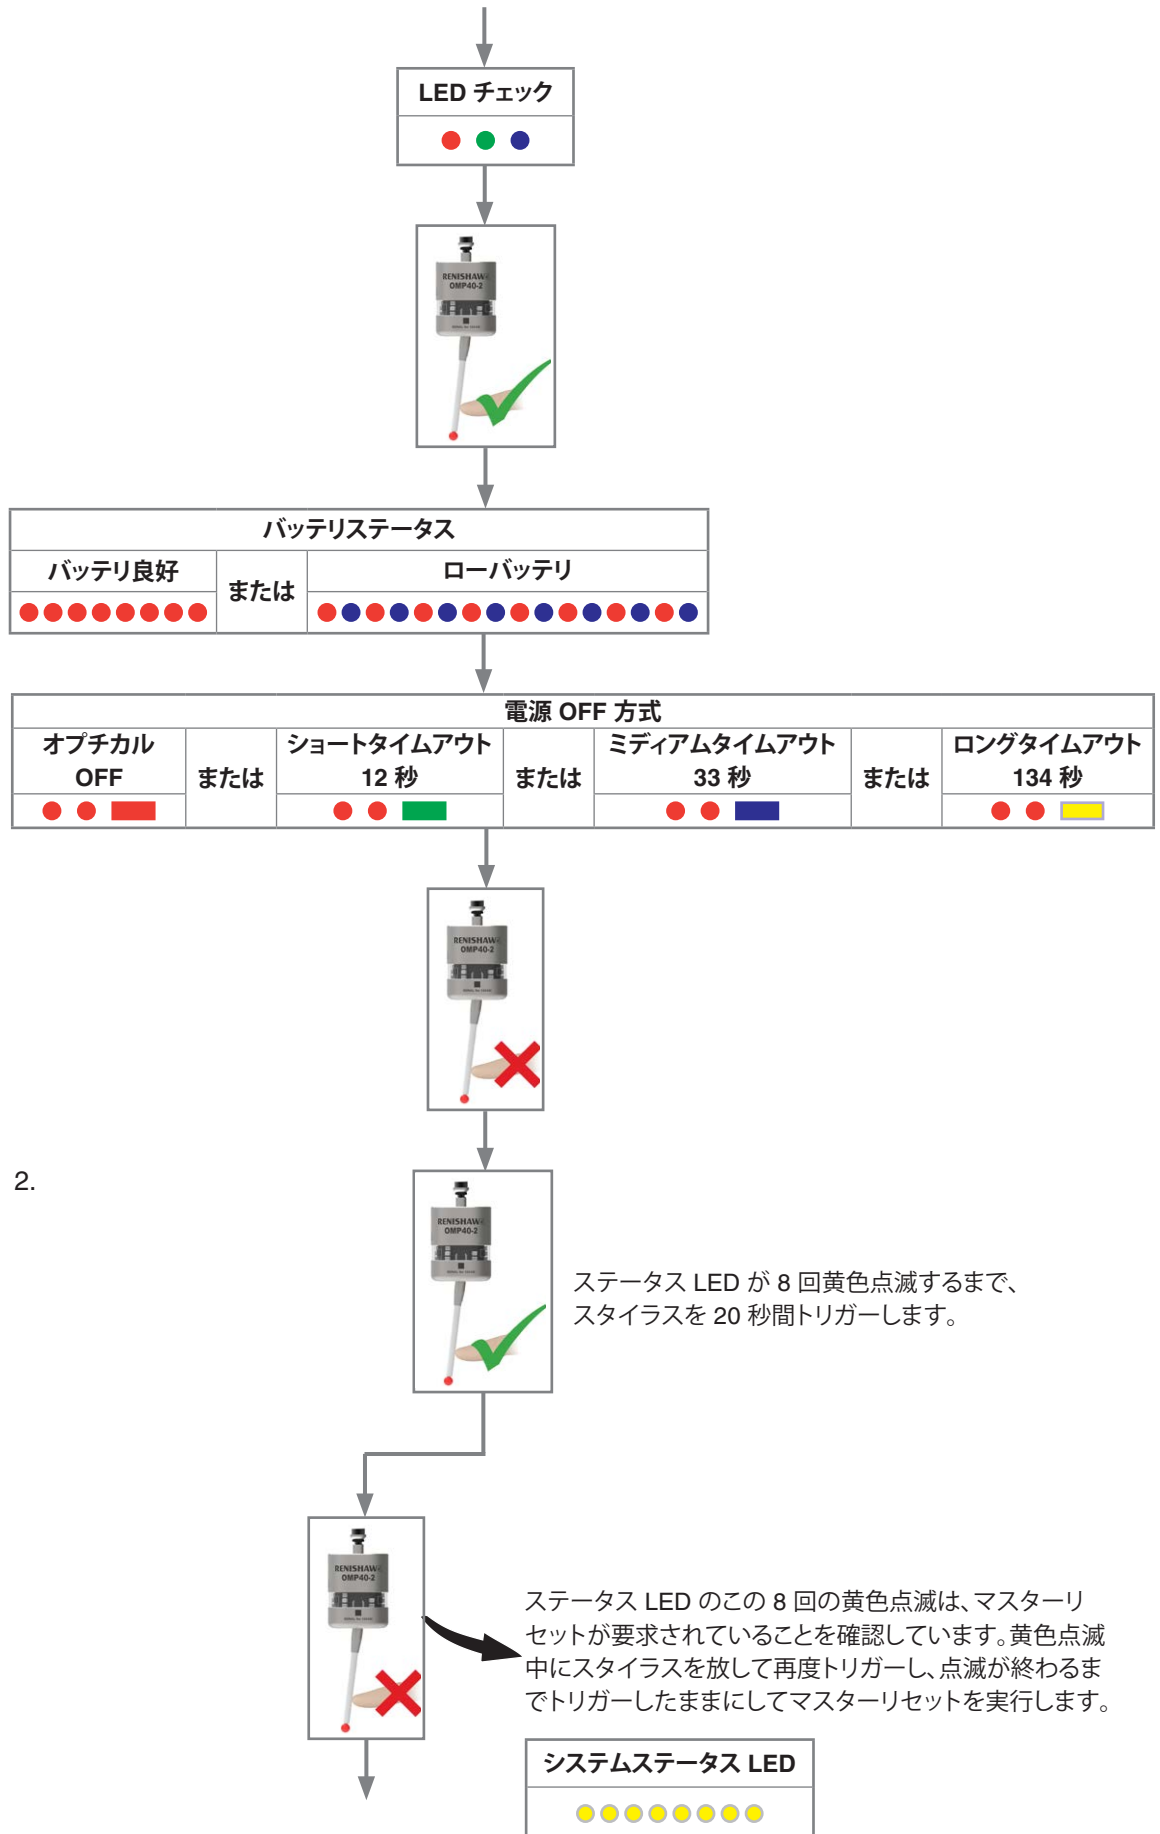 LED チェック
RENISHAW
OMP40-2
バッテリステータス
バッテリ良好
または
ローバッテリ
電源 OFF 方式
オプチカル
OFF
または
ショートタイムアウト
12 秒
または
ミディアムタイムアウト
33 秒
または
ロングタイムアウト
134 秒
RENISHAW
OMP40-2
2.
RENISHAW
OMP40-2
ステータス LED が 8 回黄色点滅するまで、
スタイラスを 20 秒間トリガーします。
RENISHAW
OMP40-2
ステータス LED のこの 8 回の黄色点滅は、マスターリ
セットが要求されていることを確認しています。黄色点滅
中にスタイラスを放して再度トリガーし、点滅が終わるま
でトリガーしたままにしてマスターリセットを実行します。
システムステータス LED